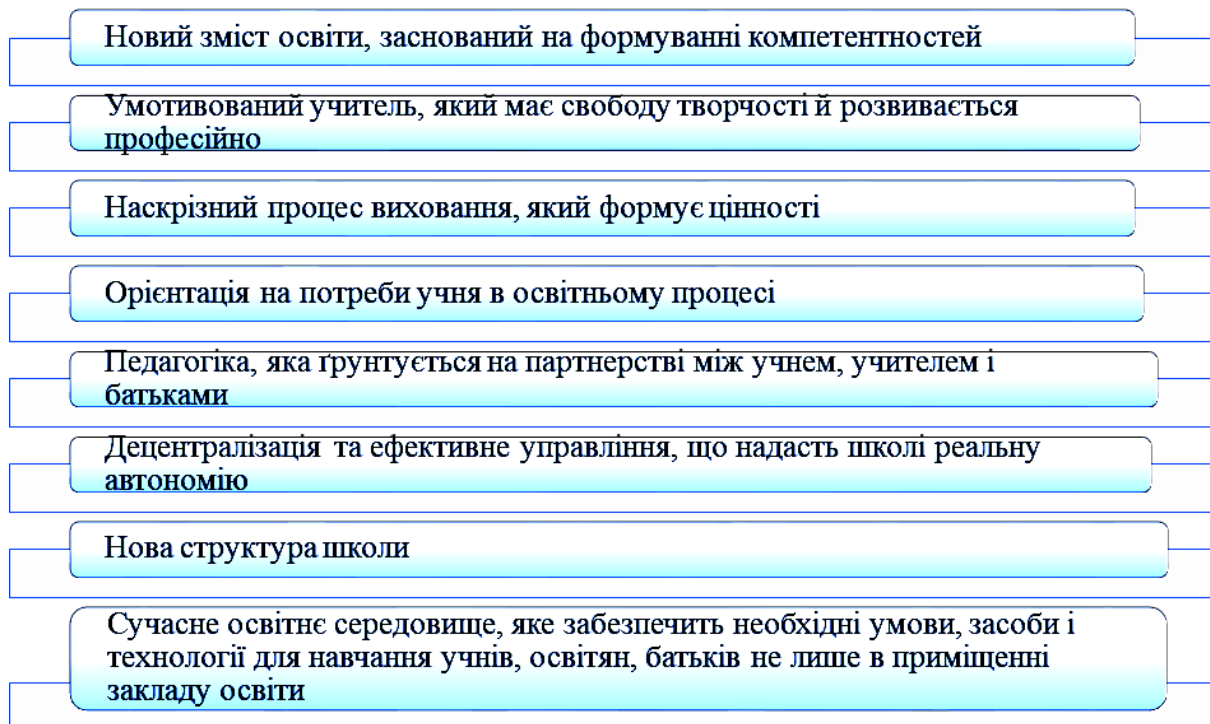 Новий зміст освіти, заснований на формуванні компетентностей
Умотивований учитель, який має свободу творчості й розвивається
професійно
Наскрізний процес виховання, який формує цінності
Орієнтація на потреби учня в освітньому процесі
Педагогіка, яка ґрунтується на партнерстві між учнем, учителем і
батьками
Децентралізація та ефективне управління, що надасть школі реальну
автономію
Нова структура школи
Сучасне освітнє середовище, яке забезпечить необхідні умови, засоби і
технології для навчання учнів, освітян, батьків не лише в приміщенні
закладу освіти